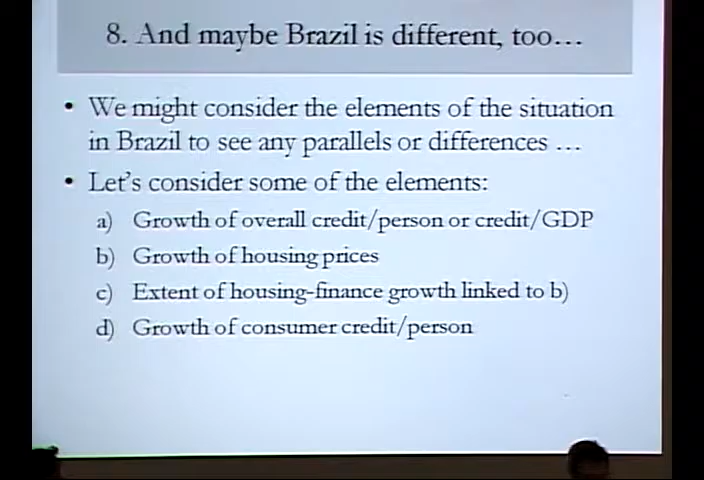 8. And maybe Brazil is different, too...
• We might consider the elements of the situation
in Brazil to see any parallels or differences ...
• Let's consider some of the elements:
a) Growth of overall credit/person or credit/GDP
b) Growth of housing prices
c) Extent of housing-finance growth linked to b)
d) Growth of consumer credit/person